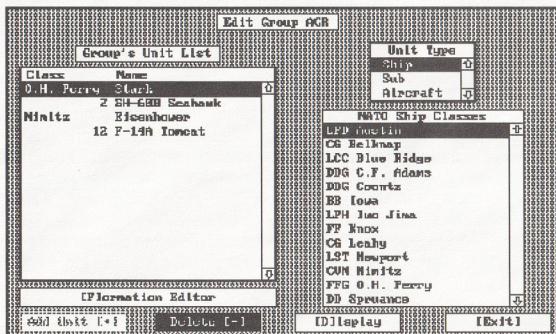 Edit Group AGR
Group's Unit List
Class Name
O.H. Perry Stark
2 SH-60B Seahawk
Nimitz Eisenhower
12 F-14A Tomcat
[F]ormation Editor
Add Unit [+]
Delete [-]
Unit Type
Ship
Sub
Aircraft
NATO Ship Classes
LPD Austin
CG Belknap
LCC Blue Ridge
DDG C.F. Adams
DDG Coontz
BB Iowa
LPH Iwo Jima
FF Knox
CG Leahy
LST Newport
CVN Nimitz
FFG O.H. Perry
DD Spruance
[D]isplay
[Exit]